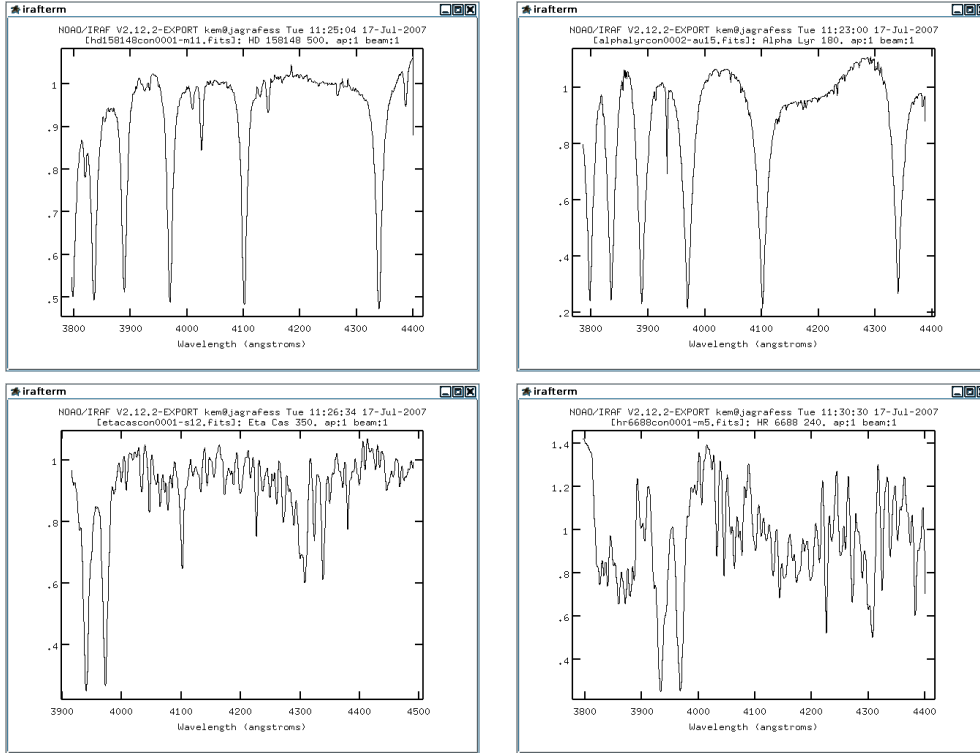 irafterm
NOAO/IRAF V2.12.2-EXPORT kem@jagrafess Tue 11:25:04 17-Jul-2007
[hd158148con0001-m11.fits]: HD 158148 500. ap:1 beam:1
1
.9
.8
.7
.6
.5
3800 3900 4000 4100 4200 4300 4400
Wavelength (angstroms)
irafterm
NOAO/IRAF V2.12.2-EXPORT kem@jagrafess Tue 11:23:00 17-Jul-2007
[alphalyrcon0002-au15.fits]: Alpha Lyr 180. ap:1 beam:1
1
.8
.6
.4
.2
3800 3900 4000 4100 4200 4300 4400
Wavelength (angstroms)
irafterm
NOAO/IRAF V2.12.2-EXPORT kem@jagrafess Tue 11:26:34 17-Jul-2007
[etacascon0001-s12.fits]: Eta Cas 350. ap:1 beam:1
1
.8
.6
.4
3900 4000 4100 4200 4300 4400 4500
Wavelength (angstroms)
irafterm
NOAO/IRAF V2.12.2-EXPORT kem@jagrafess Tue 11:30:30 17-Jul-2007
[hr6688con0001-m5.fits]: HR 6688 240. ap:1 beam:1
1.4
1.2
1
.8
.6
.4
3800 3900 4000 4100 4200 4300 4400
Wavelength (angstroms)